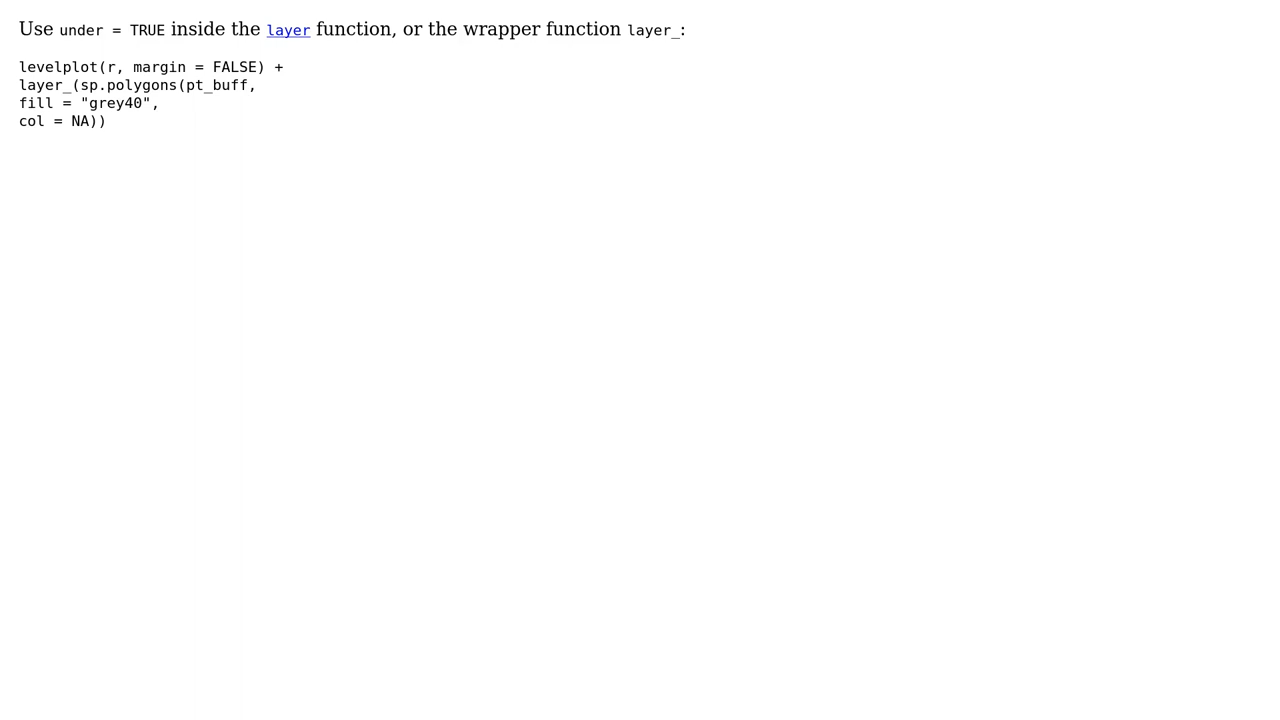 Use under = TRUE inside the layer function, or the wrapper function layer_:
levelplot(r, margin = FALSE) +
layer_(sp.polygons(pt_buff,
fill = "grey40",
col = NA))